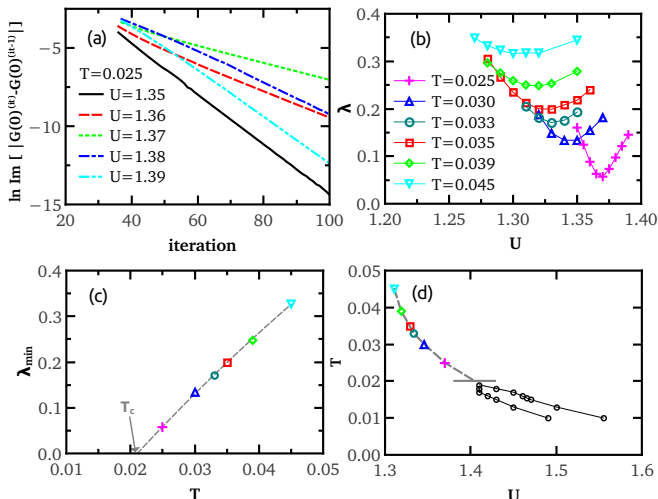 (a)
ln Im [ |G(0)^(it)-G(0)^(it-1)|]
−5
−10
−15
T=0.025
U=1.35
U=1.36
U=1.37
U=1.38
U=1.39
20 40 60 80 100
iteration
(b)
λ
0.4
0.3
0.2
0.1
0.0
T=0.025
T=0.030
T=0.033
T=0.035
T=0.039
T=0.045
1.20 1.25 1.30 1.35 1.40
U
(c)
λmin
0.4
0.3
0.2
0.1
0.0
Tc
0.01 0.02 0.03 0.04 0.05
T
(d)
T
0.05
0.04
0.03
0.02
0.01
0.00
1.3 1.4 1.5 1.6
U